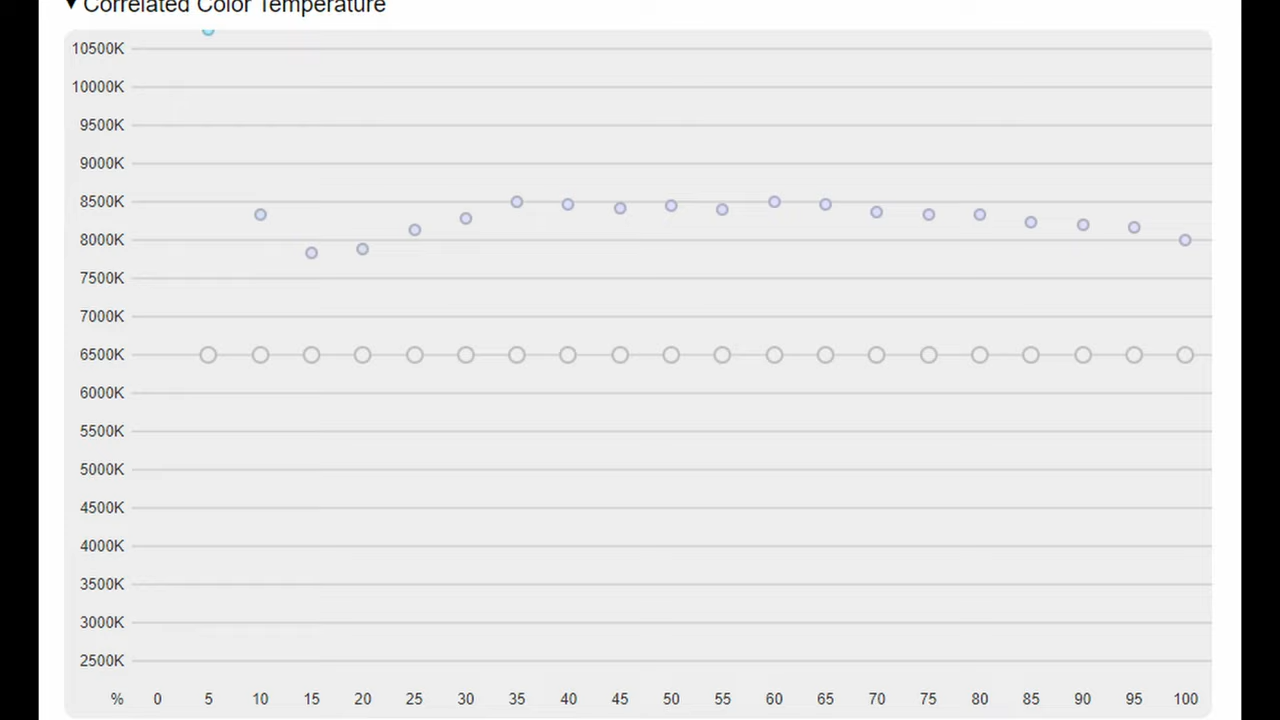 ▼ Correlated Color Temperature
10500K
10000K
9500K
9000K
8500K
8000K
7500K
7000K
6500K
6000K
5500K
5000K
4500K
4000K
3500K
3000K
2500K
% 0 5 10 15 20 25 30 35 40 45 50 55 60 65 70 75 80 85 90 95 100